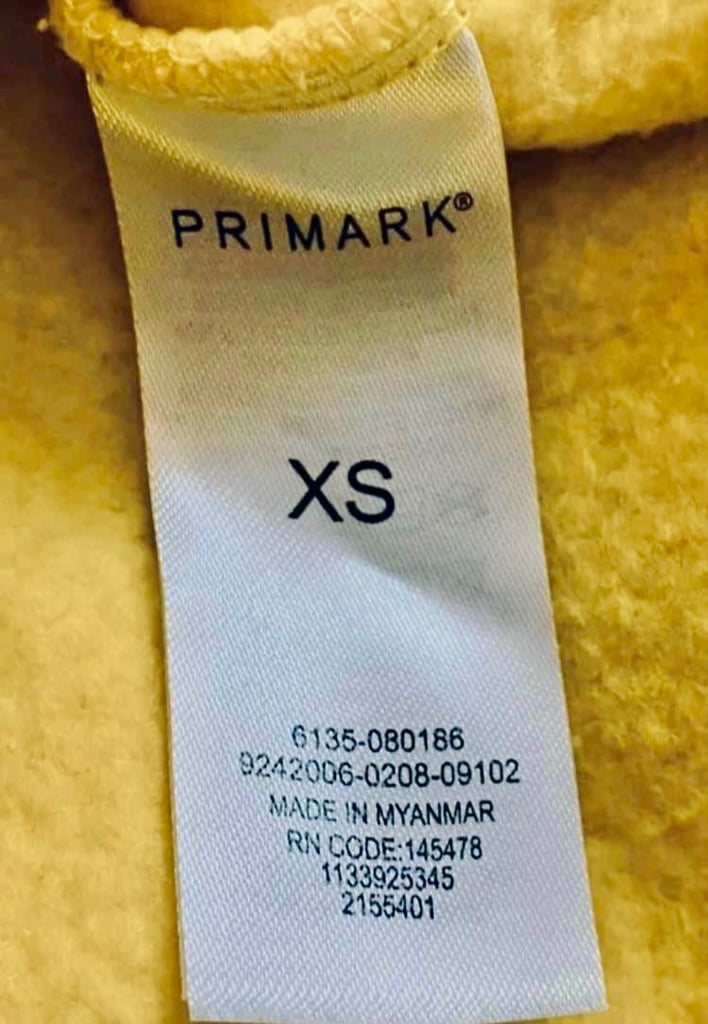 PRIMARK®
XS
6135-080186
9242006-0208-09102
MADE IN MYANMAR
RN CODE:145478
1133925345
2155401